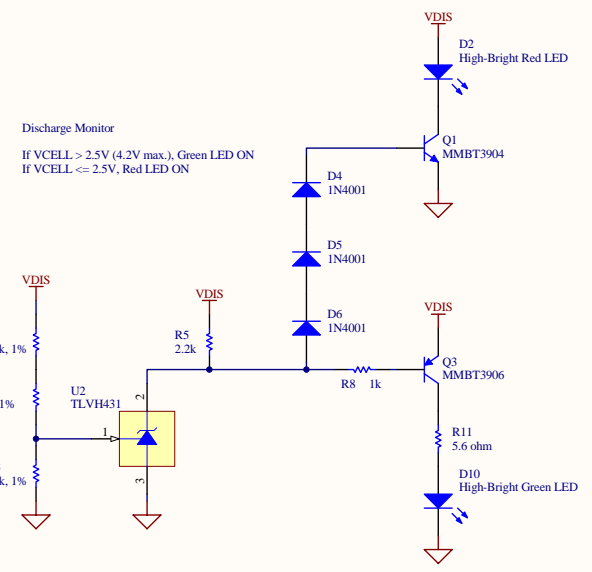 VDIS
D2
High-Bright Red LED
Discharge Monitor
If VCELL > 2.5V (4.2V max.), Green LED ON
If VCELL <= 2.5V, Red LED ON
Q1
MMBT3904
D4
1N4001
D5
1N4001
VDIS
VDIS
D6
1N4001
VDIS
R5
2.2k
k, 1%
Q3
MMBT3906
R8 1k
U2
TLVH431
2
1%
1
R11
5.6 ohm
3
k, 1%
D10
High-Bright Green LED